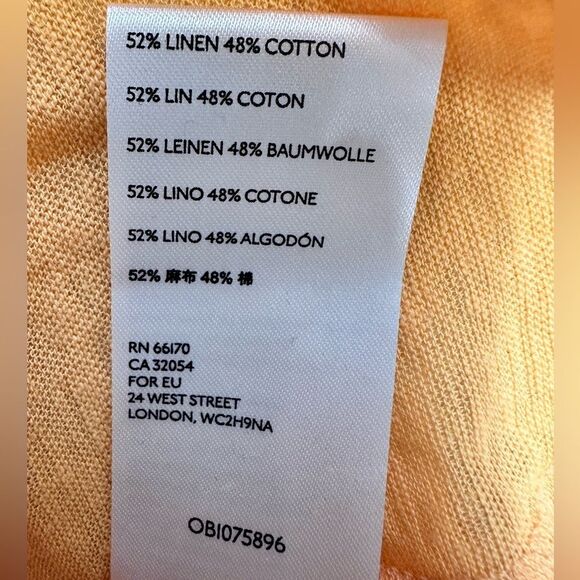 52% LINEN 48% COTTON
52% LIN 48% COTON
52% LEINEN 48% BAUMWOLLE
52% LINO 48% COTONE
52% LINO 48% ALGODÓN
52% 麻布 48% 棉
RN 66170
CA 32054
FOR EU
24 WEST STREET
LONDON, WC2H9NA
OB1075896